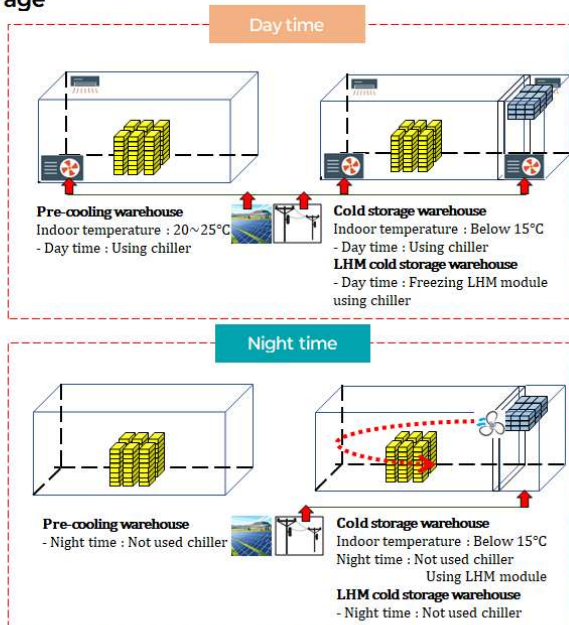 age
Day time
Pre-cooling warehouse
Indoor temperature : 20~25℃
- Day time : Using chiller
Cold storage warehouse
Indoor temperature : Below 15℃
- Day time : Using chiller
LHM cold storage warehouse
- Day time : Freezing LHM module
using chiller
Night time
Pre-cooling warehouse
- Night time : Not used chiller
Cold storage warehouse
Indoor temperature : Below 15℃
Night time : Not used chiller
Using LHM module
LHM cold storage warehouse
- Night time : Not used chiller